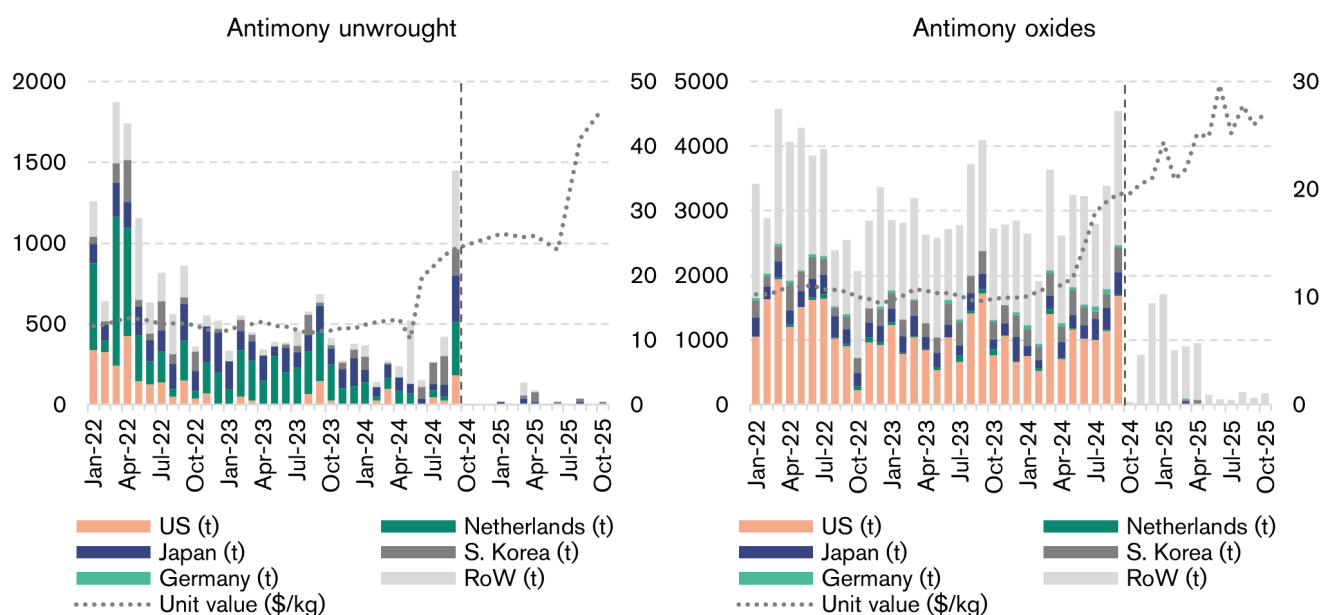 Antimony unwrought
2000
1500
1000
500
0
50
40
30
20
10
0
Jan-22
Apr-22
Jul-22
Oct-22
Jan-23
Apr-23
Jul-23
Oct-23
Jan-24
Apr-24
Jul-24
Oct-24
Jan-25
Apr-25
Jul-25
Oct-25
US (t)
Netherlands (t)
Japan (t)
S. Korea (t)
Germany (t)
RoW (t)
Unit value ($/kg)
Antimony oxides
5000
4000
3000
2000
1000
0
30
20
10
0
Jan-22
Apr-22
Jul-22
Oct-22
Jan-23
Apr-23
Jul-23
Oct-23
Jan-24
Apr-24
Jul-24
Oct-24
Jan-25
Apr-25
Jul-25
Oct-25
US (t)
Netherlands (t)
Japan (t)
S. Korea (t)
Germany (t)
RoW (t)
Unit value ($/kg)